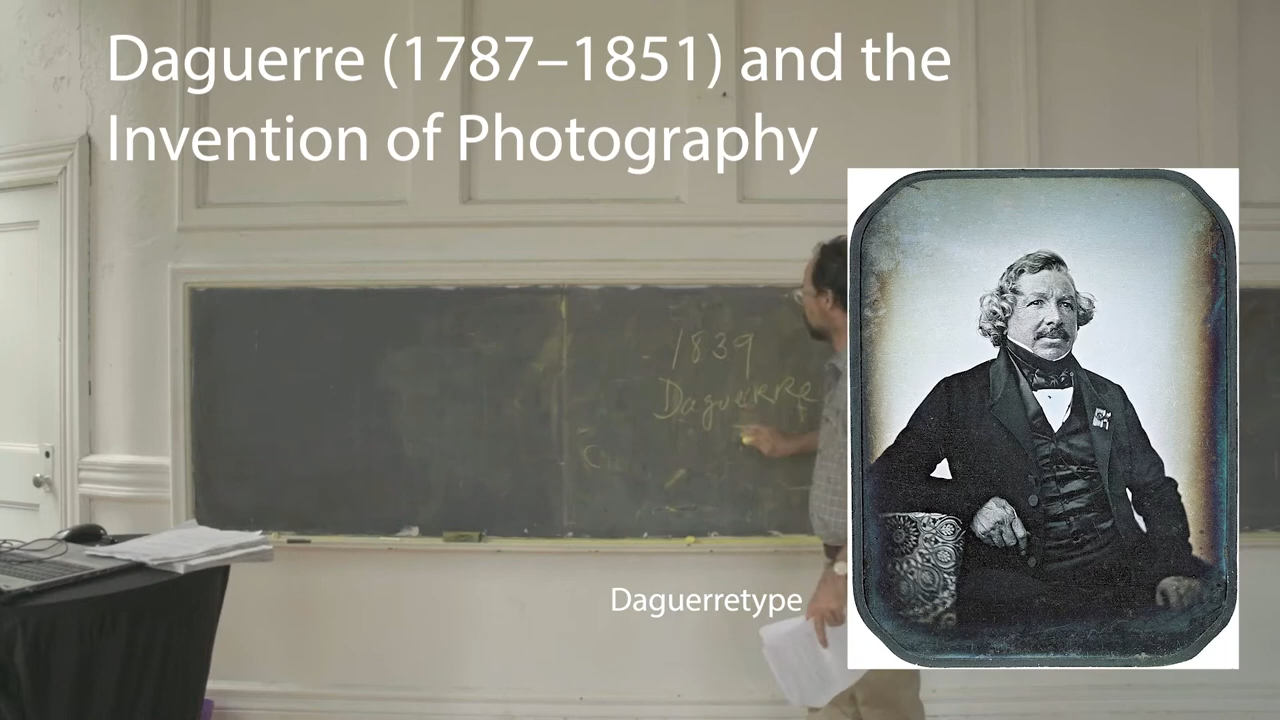 Daguerre (1787–1851) and the
Invention of Photography
1839
Daguerre
Daguerretype